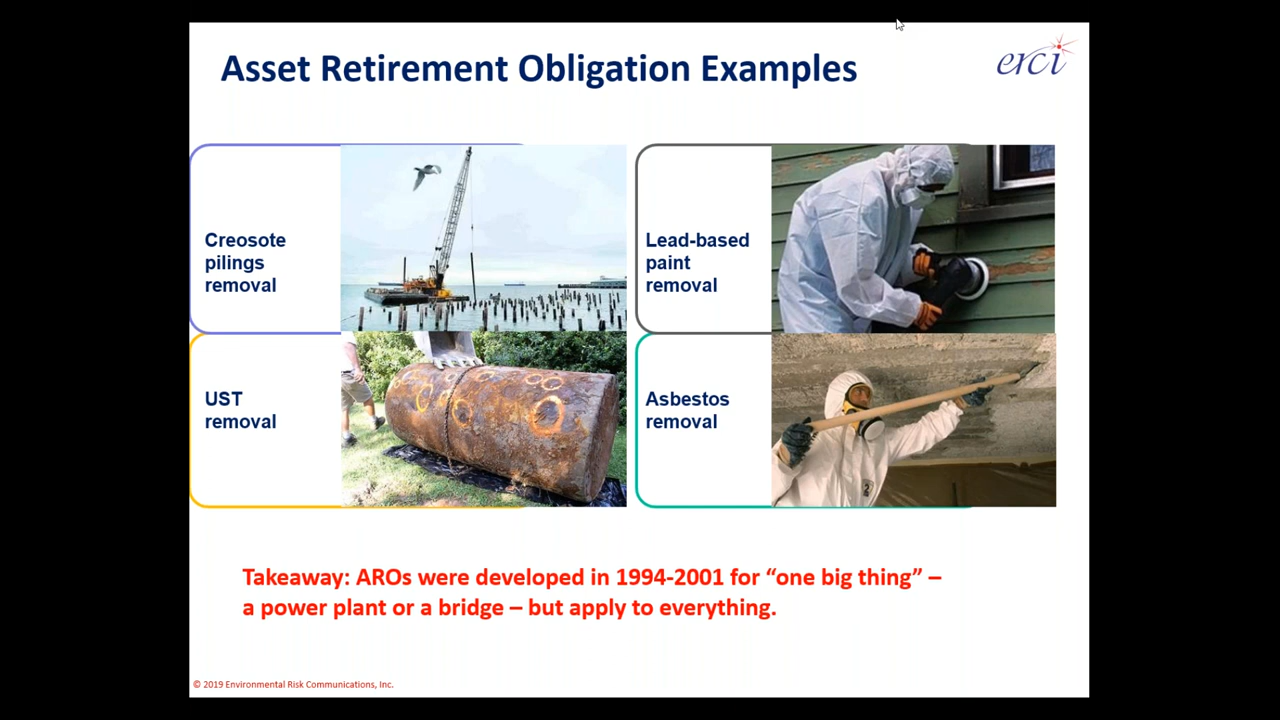 Asset Retirement Obligation Examples
erci
Creosote
pilings
removal
Lead-based
paint
removal
UST
removal
Asbestos
removal
Takeaway: AROs were developed in 1994-2001 for “one big thing” –
a power plant or a bridge – but apply to everything.
© 2019 Environmental Risk Communications, Inc.